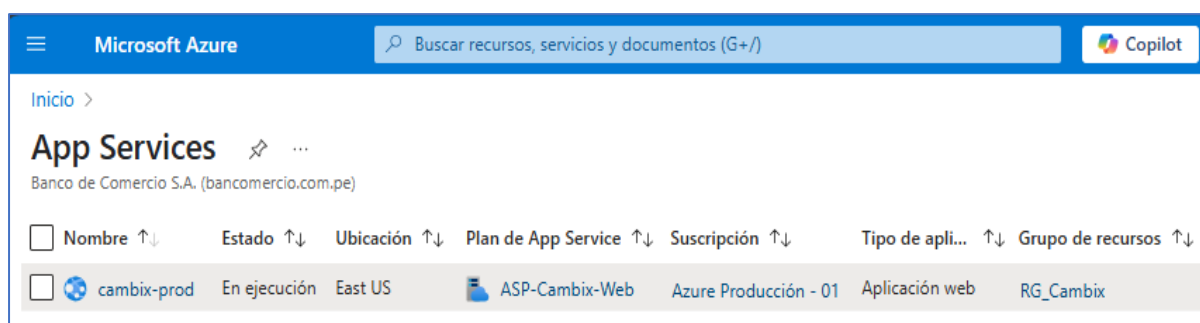 Microsoft Azure Buscar recursos, servicios y documentos (G+/) Copilot
Inicio >
App Services ...
Banco de Comercio S.A. (bancomercio.com.pe)
Nombre ↑↓ Estado ↑↓ Ubicación ↑↓ Plan de App Service ↑↓ Suscripción ↑↓ Tipo de apli... ↑↓ Grupo de recursos ↑↓
cambix-prod En ejecución East US ASP-Cambix-Web Azure Producción - 01 Aplicación web RG_Cambix